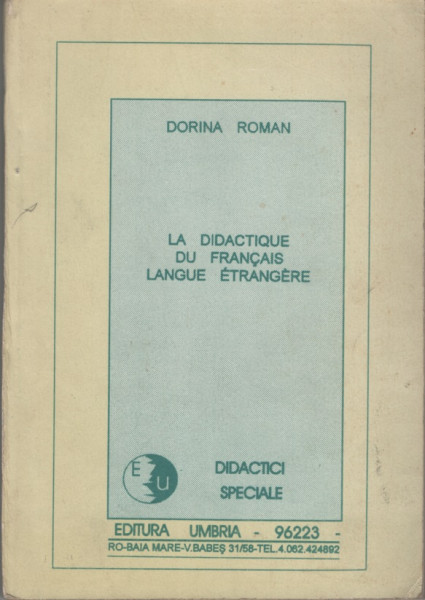 DORINA ROMAN
LA DIDACTIQUE
DU FRANÇAIS
LANGUE ÉTRANGÈRE
E
U
DIDACTICI
SPECIALE
EDITURA UMBRIA - 96223 -
RO-BAIA MARE-V.BABEŞ 31/58-TEL.4.062.424892